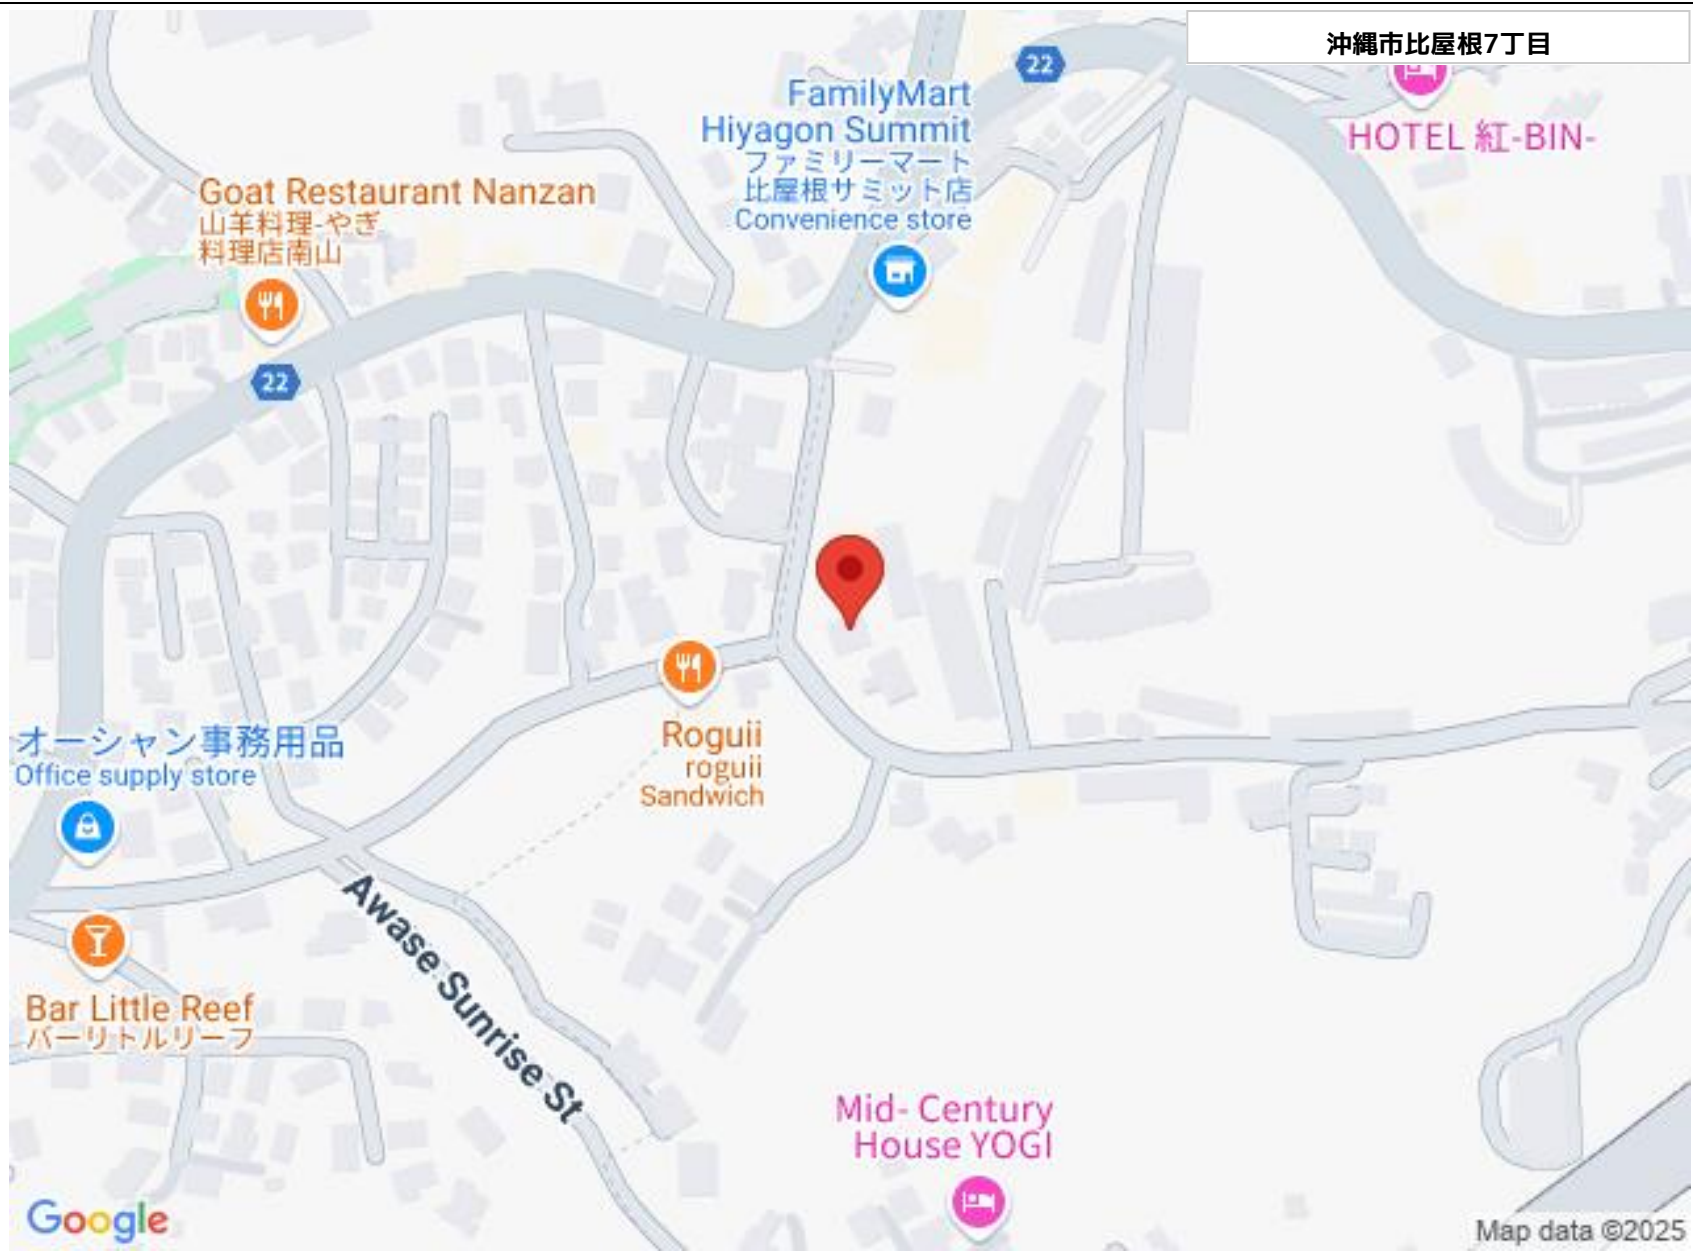 沖縄市比屋根7丁目
22
FamilyMart
Hiyagon Summit
ファミリーマート
比屋根サミット店
Convenience store
HOTEL 紅-BIN-
Goat Restaurant Nanzan
山羊料理-やぎ
料理店南山
22
オーシャン事務用品
Office supply store
Roguii
roguii
Sandwich
Awase Sunrise St
Bar Little Reef
バーリトルリーフ
Mid- Century
House YOGI
Google
Map data ©2025